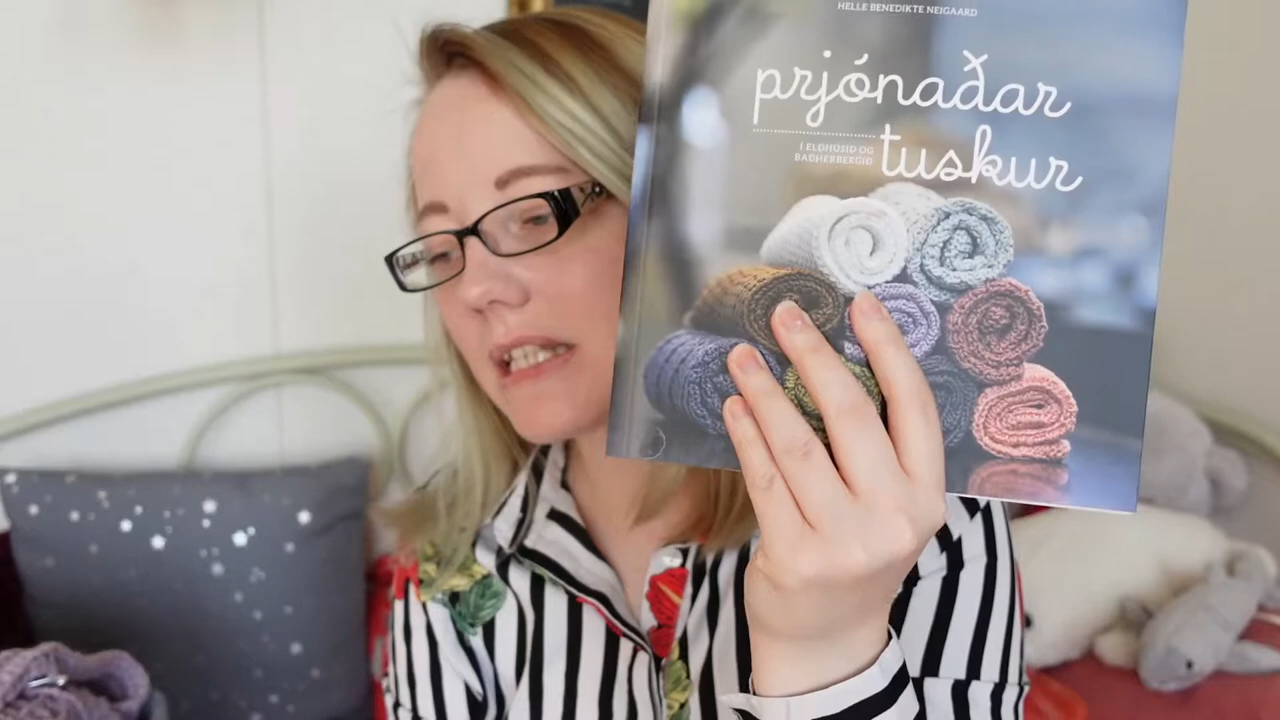 HELLE BENEDIKTE NEIGAARD
prjónaðar
tuskur
Í ELDHÚSIÐ OG
BAÐHERBERGIÐ